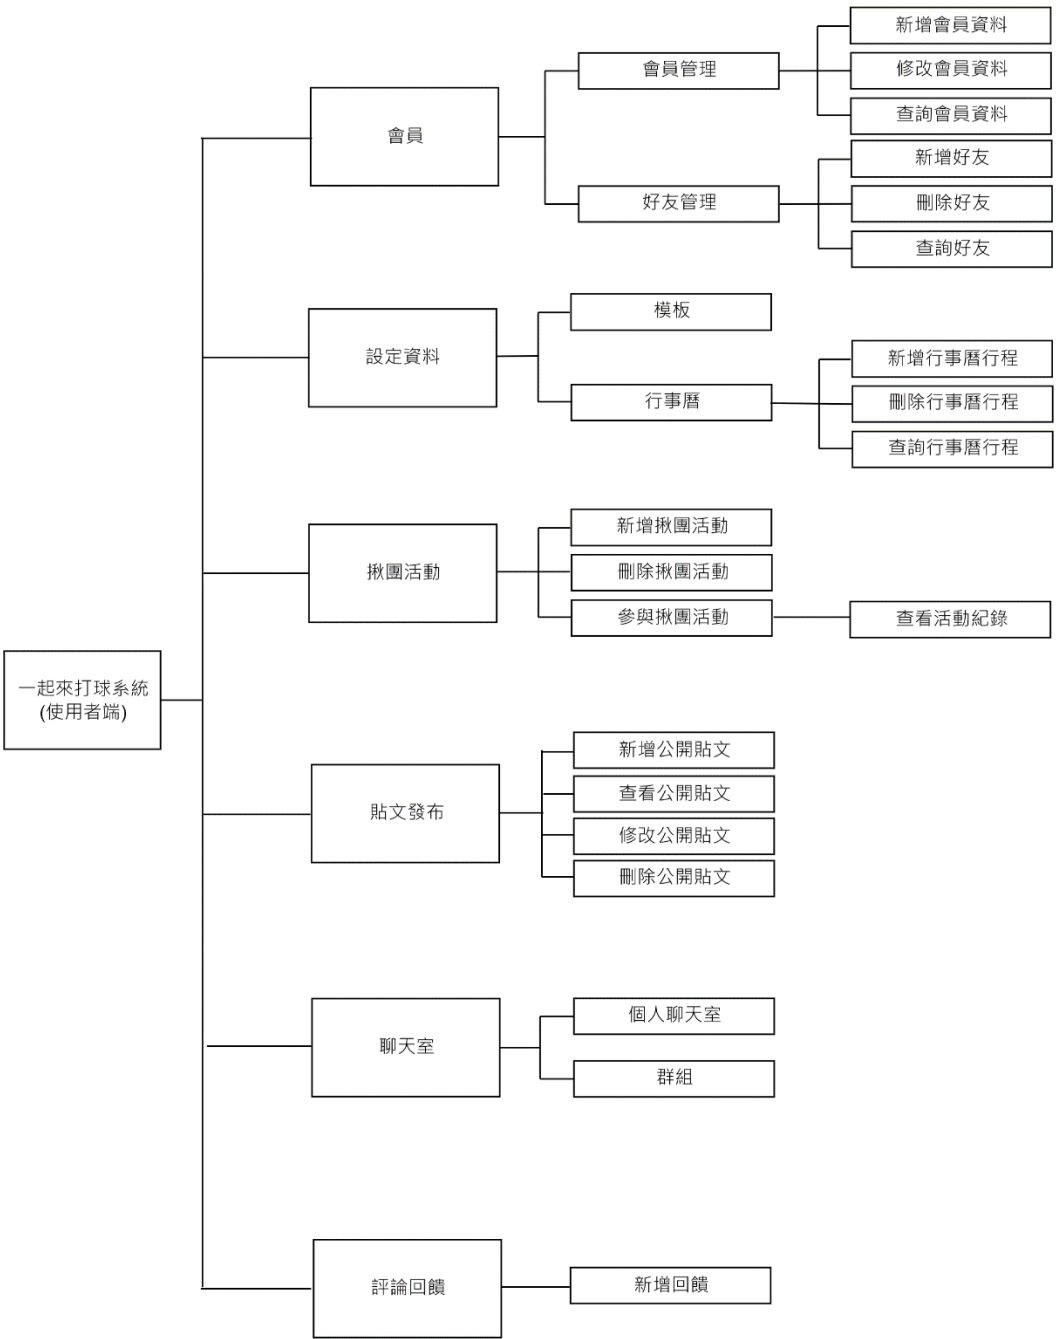 一起來打球系統
(使用者端)
會員
會員管理
新增會員資料
修改會員資料
查詢會員資料
好友管理
新增好友
刪除好友
查詢好友
設定資料
模板
行事曆
新增行事曆行程
刪除行事曆行程
查詢行事曆行程
揪團活動
新增揪團活動
刪除揪團活動
參與揪團活動
查看活動紀錄
貼文發布
新增公開貼文
查看公開貼文
修改公開貼文
刪除公開貼文
聊天室
個人聊天室
群組
評論回饋
新增回饋